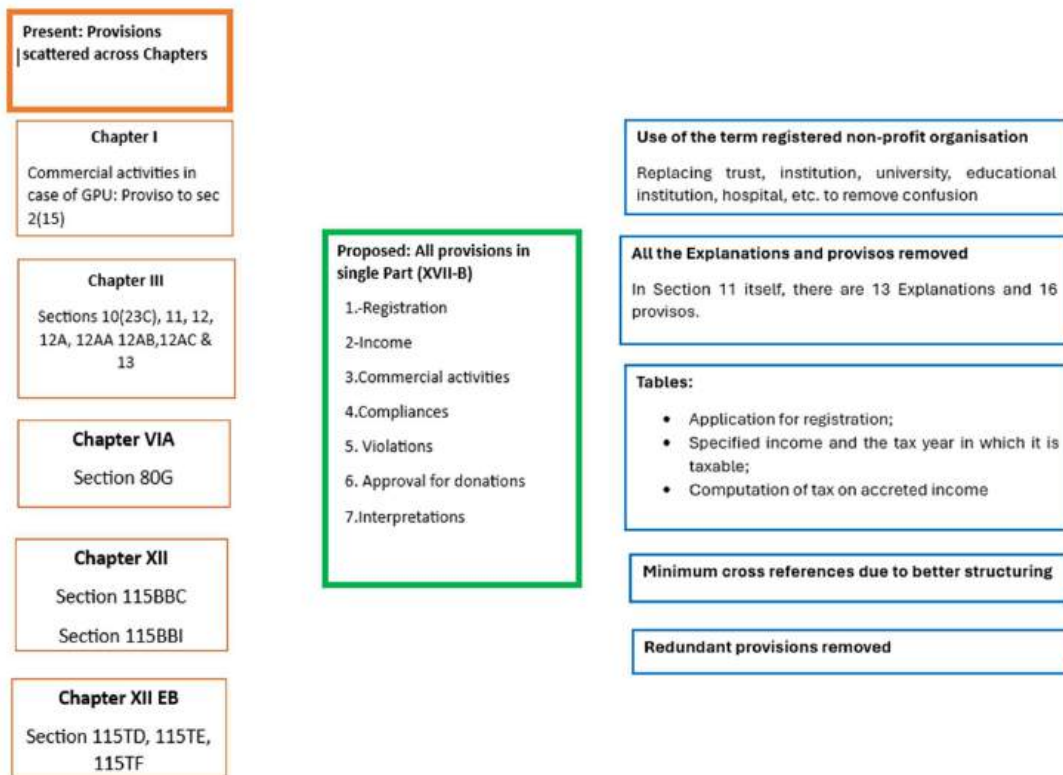 Present: Provisions
scattered across Chapters
Chapter I
Commercial activities in
case of GPU: Proviso to sec
2(15)
Chapter III
Sections 10(23C), 11, 12,
12A, 12AA 12AB,12AC &
13
Chapter VIA
Section 80G
Chapter XII
Section 115BBC
Section 115BBI
Chapter XII EB
Section 115TD, 115TE,
115TF
Proposed: All provisions in
single Part (XVII-B)
1.-Registration
2-Income
3.Commercial activities
4.Compliances
5. Violations
6. Approval for donations
7.Interpretations
Use of the term registered non-profit organisation
Replacing trust, institution, university, educational
institution, hospital, etc. to remove confusion
All the Explanations and provisos removed
In Section 11 itself, there are 13 Explanations and 16
provisos.
Tables:
• Application for registration;
• Specified income and the tax year in which it is
taxable;
• Computation of tax on accreted income
Minimum cross references due to better structuring
Redundant provisions removed